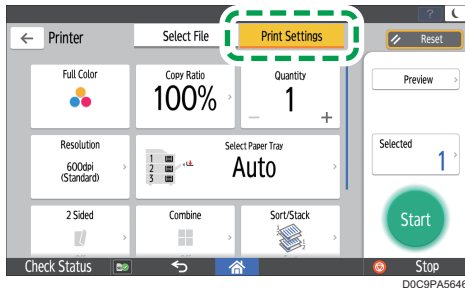 ?
Printer
Select File
Print Settings
Reset
Full Color
Copy Ratio
100%
Quantity
1
Preview
Resolution
600dpi
(Standard)
Select Paper Tray
1
2
3
Auto
Selected
1
2 Sided
Combine
Sort/Stack
Start
Check Status
Stop
D0C9PA5646